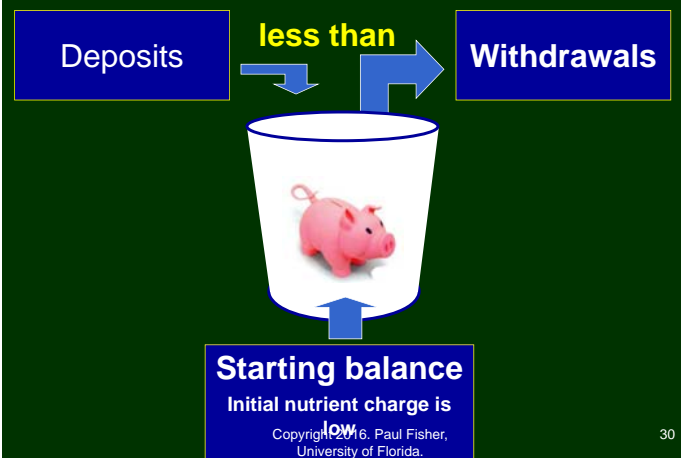 Deposits
less than
Withdrawals
Starting balance
Initial nutrient charge is
low
Copyright 2016. Paul Fisher,
University of Florida.
30